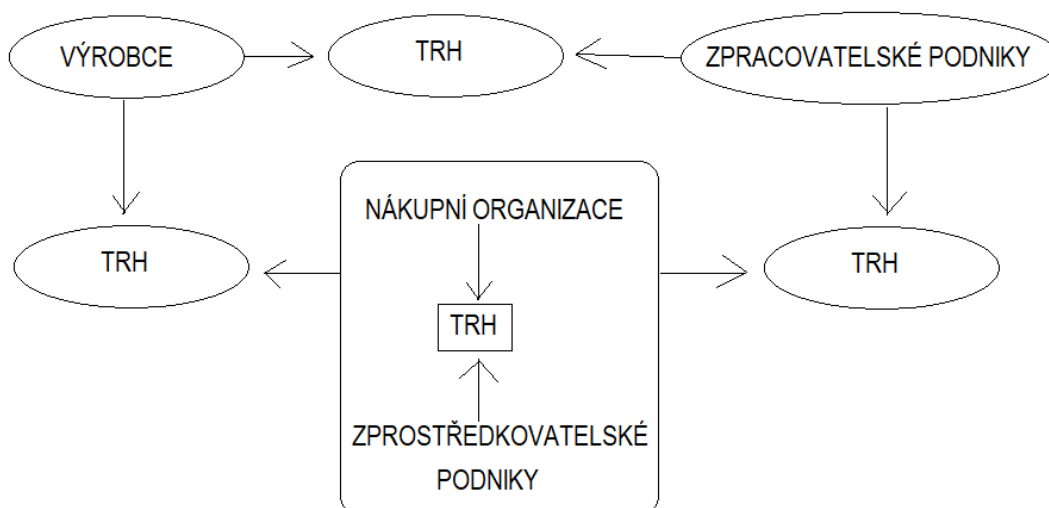 VÝROBCE
TRH
ZPRACOVATELSKÉ PODNIKY
NÁKUPNÍ ORGANIZACE
TRH
TRH
TRH
ZPROSTŘEDKOVATELSKÉ
PODNIKY